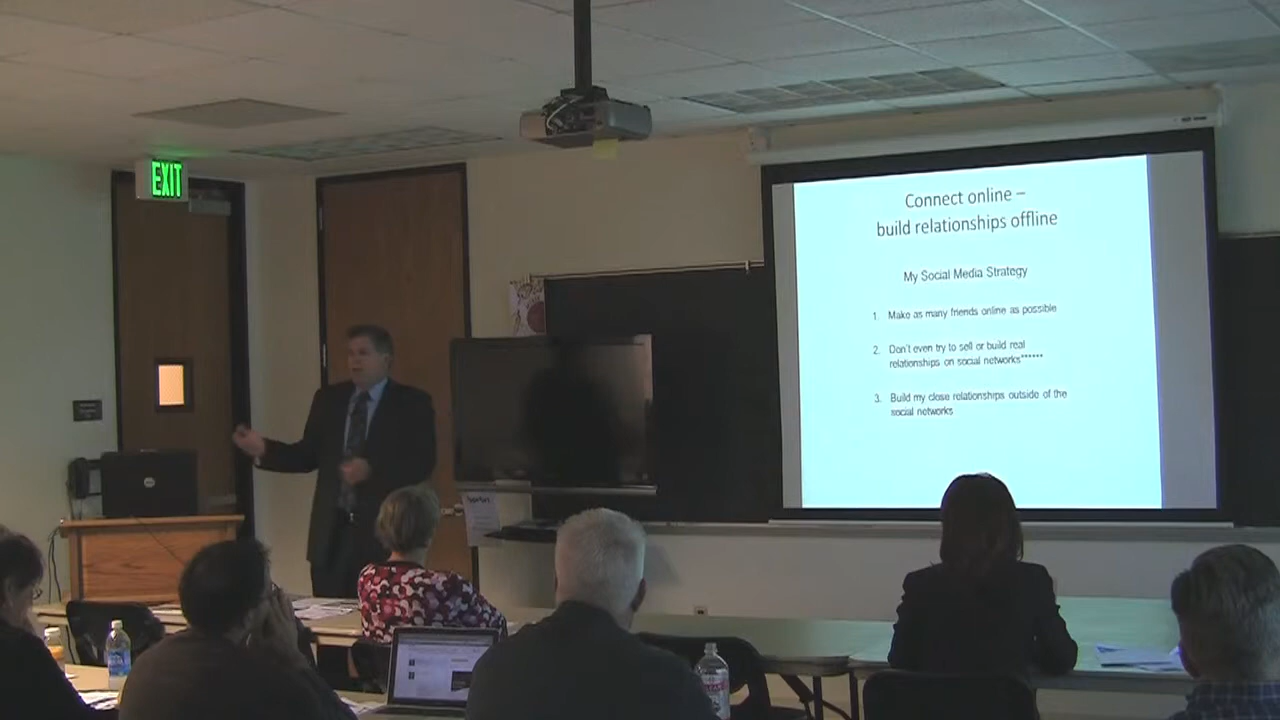 EXIT
Connect online –
build relationships offline
My Social Media Strategy
1. Make as many friends online as possible
2. Don't even try to sell or build real
relationships on social networks******
3. Build my close relationships outside of the
social networks